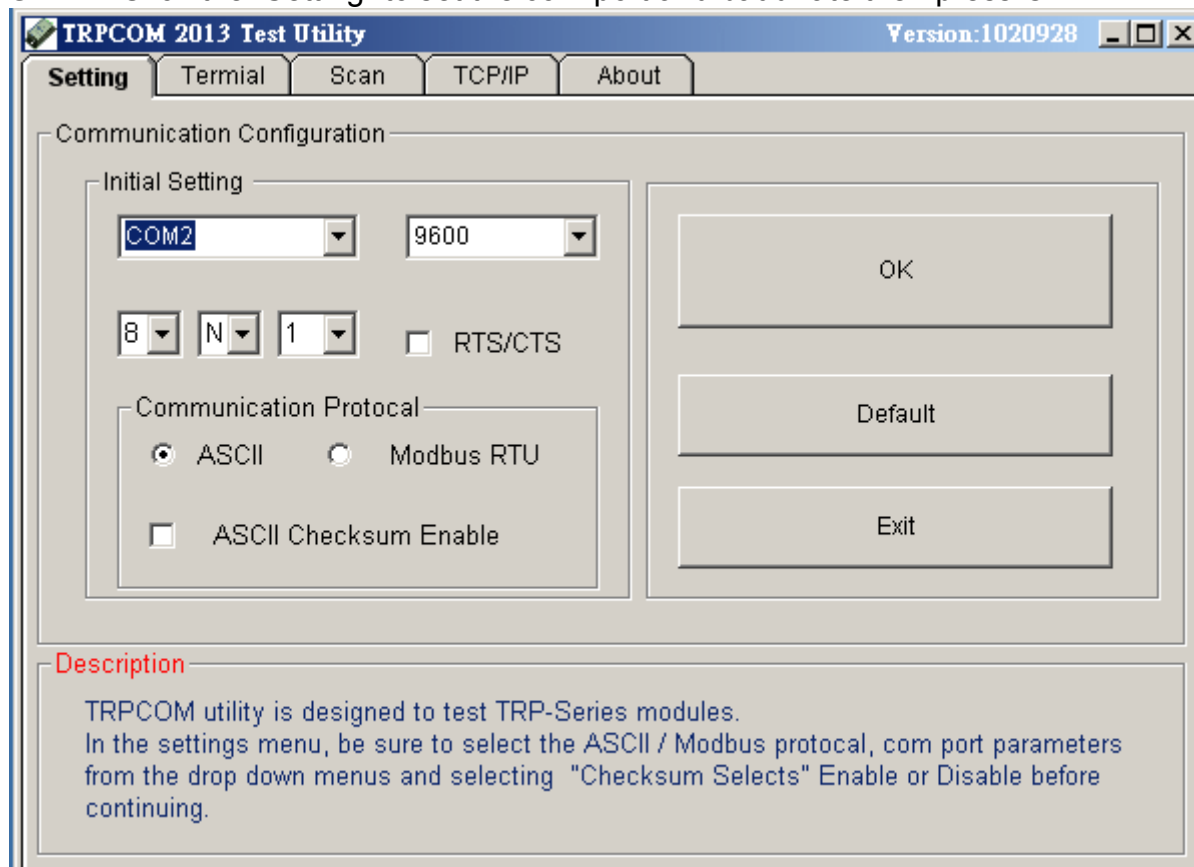 TRPCOM 2013 Test Utility Version:1020928
Setting Termial Scan TCP/IP About
Communication Configuration
Initial Setting
COM2 9600
OK
8 N 1 RTS/CTS
Communication Protocal
Default
ASCII Modbus RTU
ASCII Checksum Enable
Exit
Description
TRPCOM utility is designed to test TRP-Series modules.
In the settings menu, be sure to select the ASCII / Modbus protocal, com port parameters
from the drop down menus and selecting "Checksum Selects" Enable or Disable before
continuing.